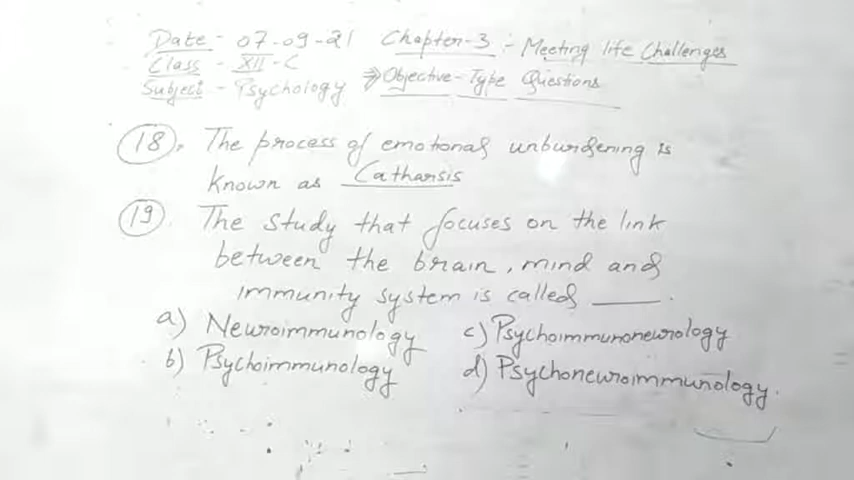 Date - 07-09-21 Chapter-3 :- Meeting life Challenges
Class - XII - C
Subject - Psychology ⇒ Objective-Type Questions
18. The process of emotional unburdening is
known as Catharsis
19. The study that focuses on the link
between the brain, mind and
immunity system is called ____.
a) Neuroimmunology c) Psychoimmunoneurology
b) Psychoimmunology d) Psychoneuroimmunology.